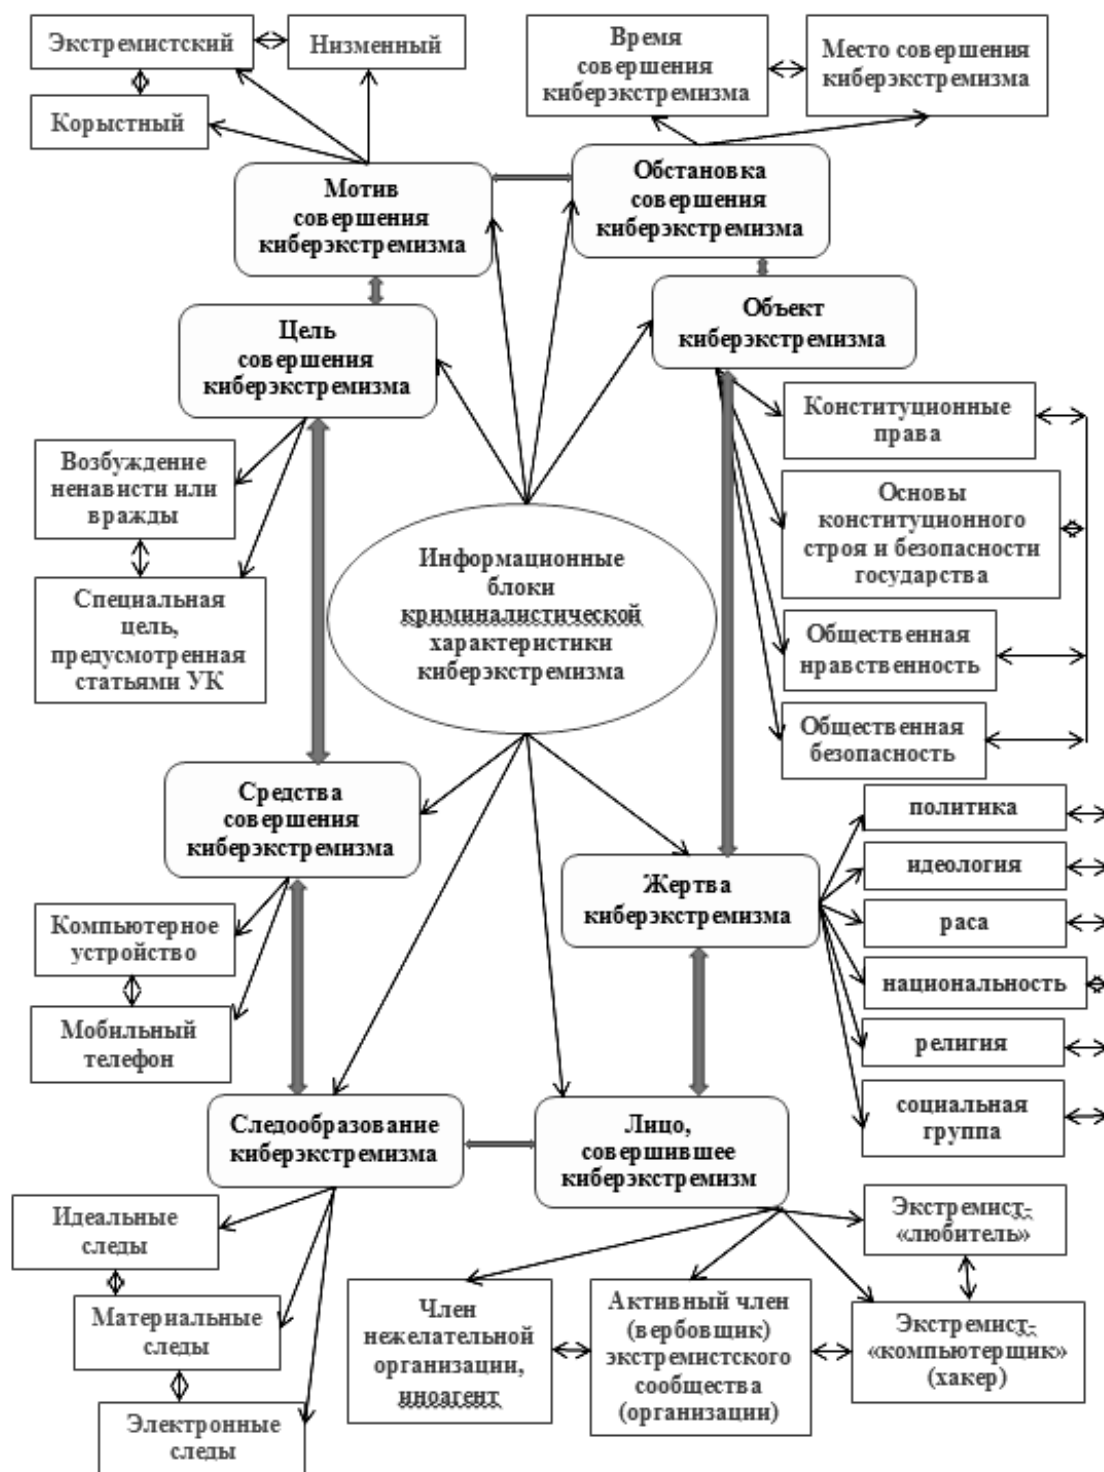 Экстремистский
Низменный
Корыстный
Время
совершения
киберэкстремизма
Место совершения
киберэкстремизма
Мотив
совершения
киберэкстремизма
Обстановка
совершения
киберэкстремизма
Цель
совершения
киберэкстремизма
Объект
киберэкстремизма
Возбуждение
ненависти или
вражды
Специальная
цель,
предусмотренная
статьями УК
Конституционные
права
Основы
конституционного
строя и безопасности
государства
Общественная
нравственность
Общественная
безопасность
Информационные
блоки
криминалистической
характеристики
киберэкстремизма
Средства
совершения
киберэкстремизма
Жертва
киберэкстремизма
политика
идеология
раса
национальность
религия
социальная
группа
Компьютерное
устройство
Мобильный
телефон
Следообразование
киберэкстремизма
Лицо,
совершившее
киберэкстремизм
Идеальные
следы
Материальные
следы
Электронные
следы
Член
нежелательной
организации,
иноагент
Активный член
(вербовщик)
экстремистского
сообщества
(организации)
Экстремист-
«любитель»
Экстремист-
«компьютерщик»
(хакер)